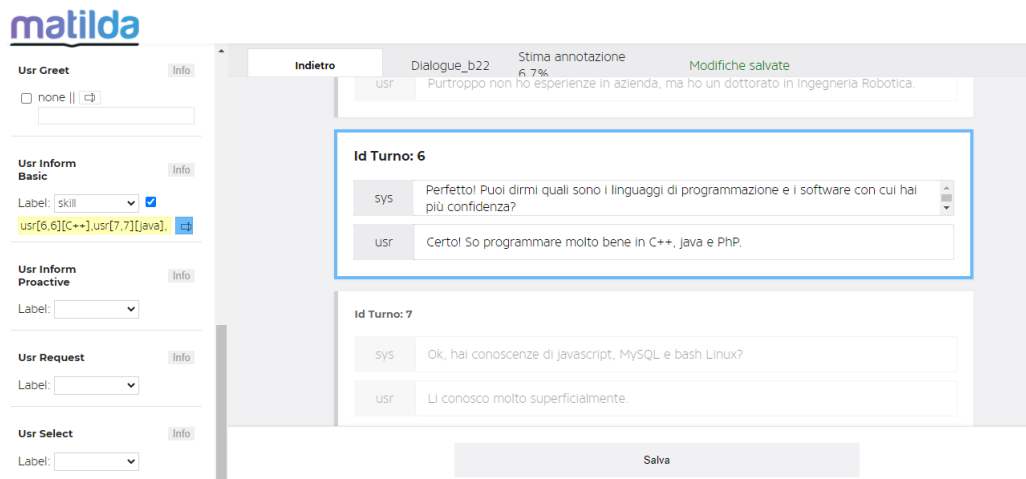 matilda
Usr Greet Info
none ||
Usr Inform
Basic Info
Label: skill
usr[6,6][C++],usr[7,7][java],
Usr Inform
Proactive Info
Label:
Usr Request Info
Label:
Usr Select Info
Label:
Indietro Dialogue_b22 Stima annotazione
6.7% Modifiche salvate
usr Purtroppo non ho esperienze in azienda, ma ho un dottorato in Ingegneria Robotica.
Id Turno: 6
sys Perfetto! Puoi dirmi quali sono i linguaggi di programmazione e i software con cui hai
più confidenza?
usr Certo! So programmare molto bene in C++, java e PhP.
Id Turno: 7
sys Ok, hai conoscenze di javascript, MySQL e bash Linux?
usr Li conosco molto superficialmente.
Salva